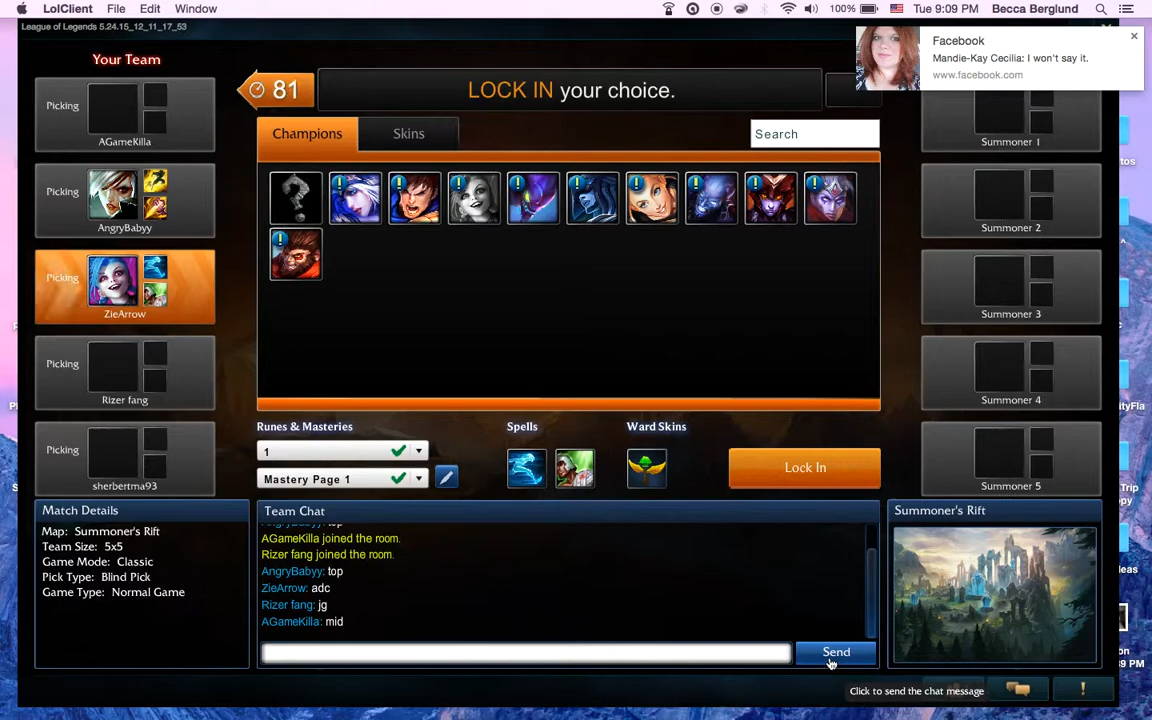 LolClient File Edit Window 100% Tue 9:09 PM Becca Berglund
League of Legends 5.24.15_12_11_17_53
Facebook
Mandie-Kay Cecilia: I won't say it.
www.facebook.com
Your Team
81
LOCK IN your choice.
Champions
Skins
Search
Picking
AGameKilla
Picking
AngryBabyy
Picking
ZieArrow
Picking
Rizer fang
Picking
sherbertma93
Summoner 1
Summoner 2
Summoner 3
Summoner 4
Summoner 5
Runes & Masteries
1
Mastery Page 1
Spells
Ward Skins
Lock In
Match Details
Map: Summoner's Rift
Team Size: 5x5
Game Mode: Classic
Pick Type: Blind Pick
Game Type: Normal Game
Team Chat
AngryBabyy: top
AGameKilla joined the room.
Rizer fang joined the room.
AngryBabyy: top
ZieArrow: adc
Rizer fang: jg
AGameKilla: mid
Send
Click to send the chat message
Summoner's Rift